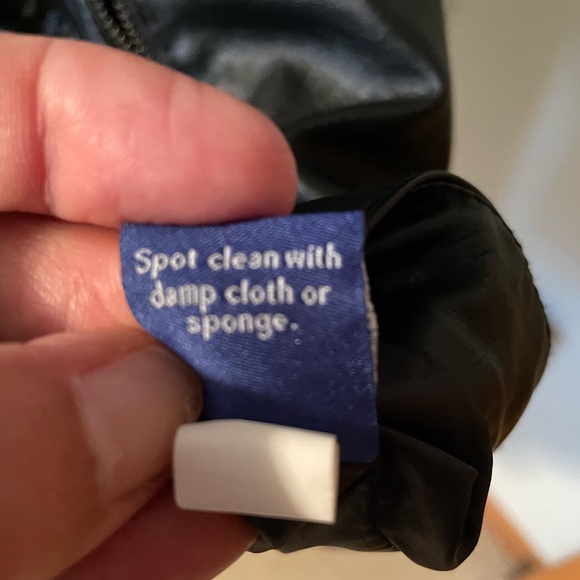 Spot clean with
damp cloth or
sponge.